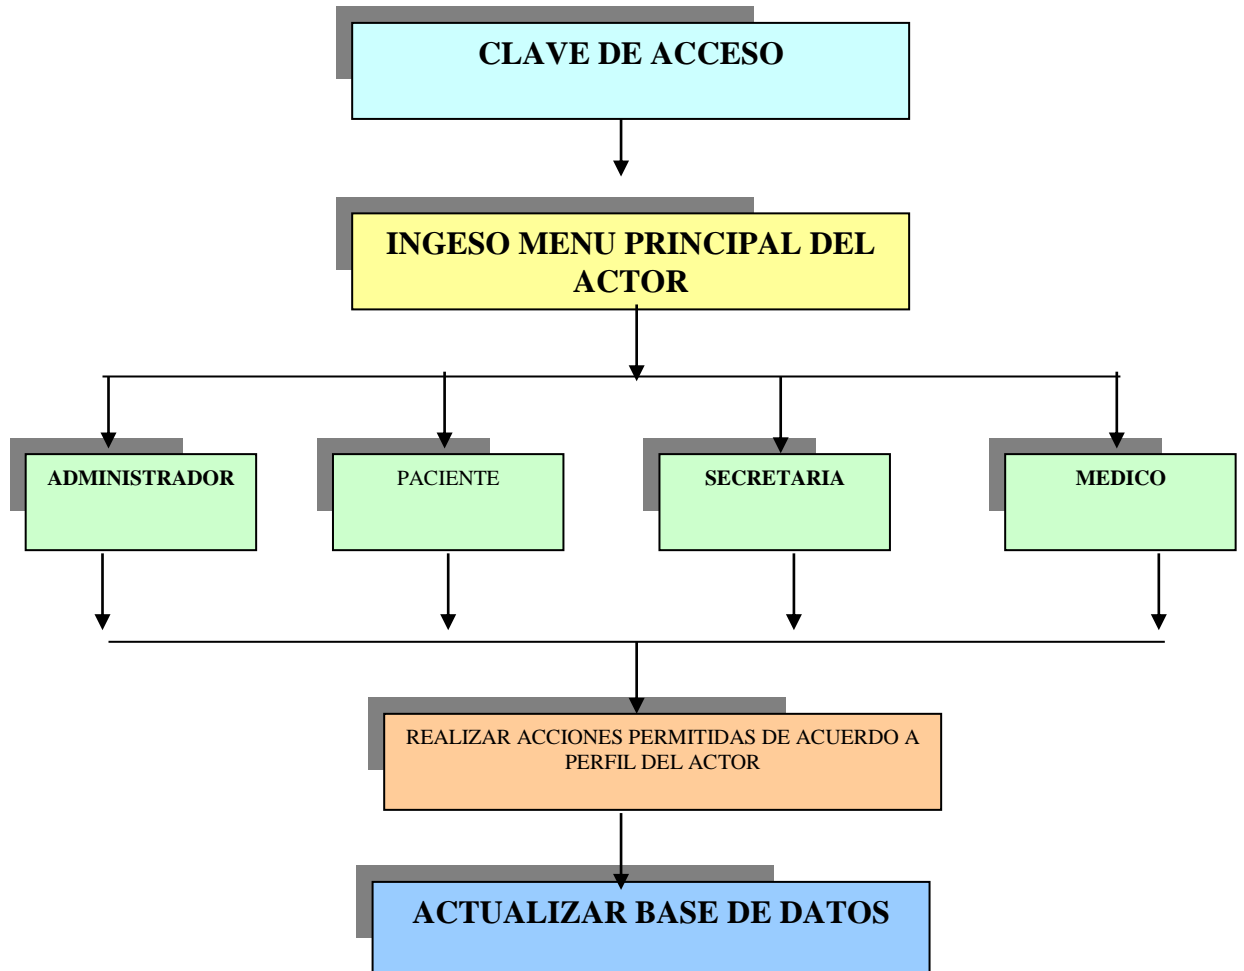 CLAVE DE ACCESO
INGESO MENU PRINCIPAL DEL
ACTOR
ADMINISTRADOR
PACIENTE
SECRETARIA
MEDICO
REALIZAR ACCIONES PERMITIDAS DE ACUERDO A
PERFIL DEL ACTOR
ACTUALIZAR BASE DE DATOS